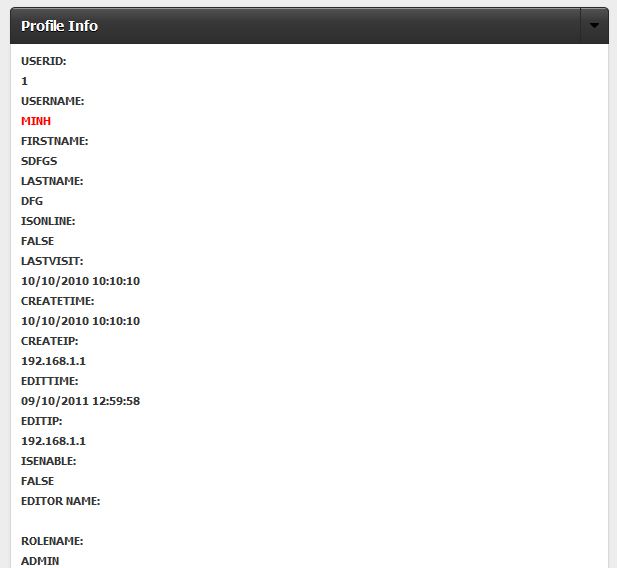 Profile Info
USERID:
1
USERNAME:
MINH
FIRSTNAME:
SDFGS
LASTNAME:
DFG
ISONLINE:
FALSE
LASTVISIT:
10/10/2010 10:10:10
CREATETIME:
10/10/2010 10:10:10
CREATEIP:
192.168.1.1
EDITTIME:
09/10/2011 12:59:58
EDITIP:
192.168.1.1
ISENABLE:
FALSE
EDITOR NAME:
ROLENAME:
ADMIN